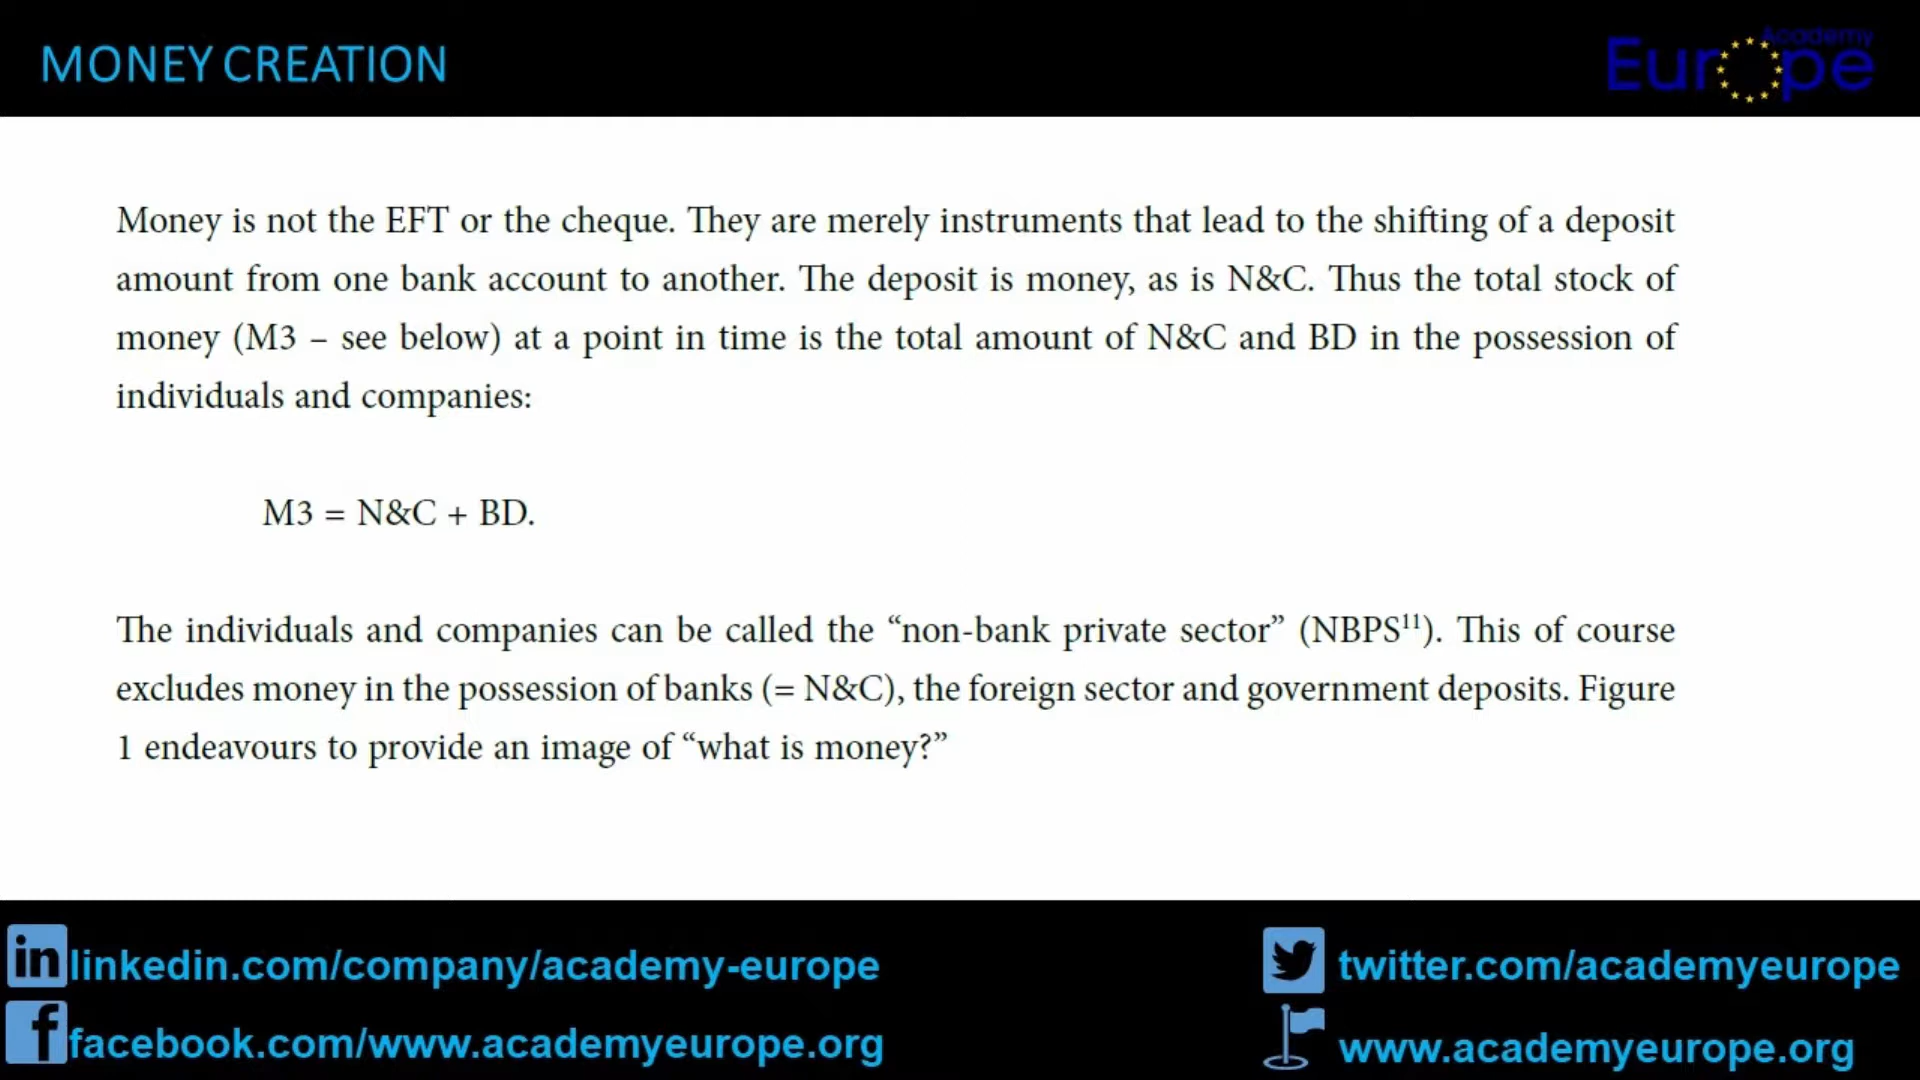 MONEY CREATION
Academy
Europe
Money is not the EFT or the cheque. They are merely instruments that lead to the shifting of a deposit
amount from one bank account to another. The deposit is money, as is N&C. Thus the total stock of
money (M3 – see below) at a point in time is the total amount of N&C and BD in the possession of
individuals and companies:
M3 = N&C + BD.
The individuals and companies can be called the “non-bank private sector” (NBPS¹¹). This of course
excludes money in the possession of banks (= N&C), the foreign sector and government deposits. Figure
1 endeavours to provide an image of “what is money?”
in linkedin.com/company/academy-europe
twitter.com/academyeurope
f facebook.com/www.academyeurope.org
www.academyeurope.org